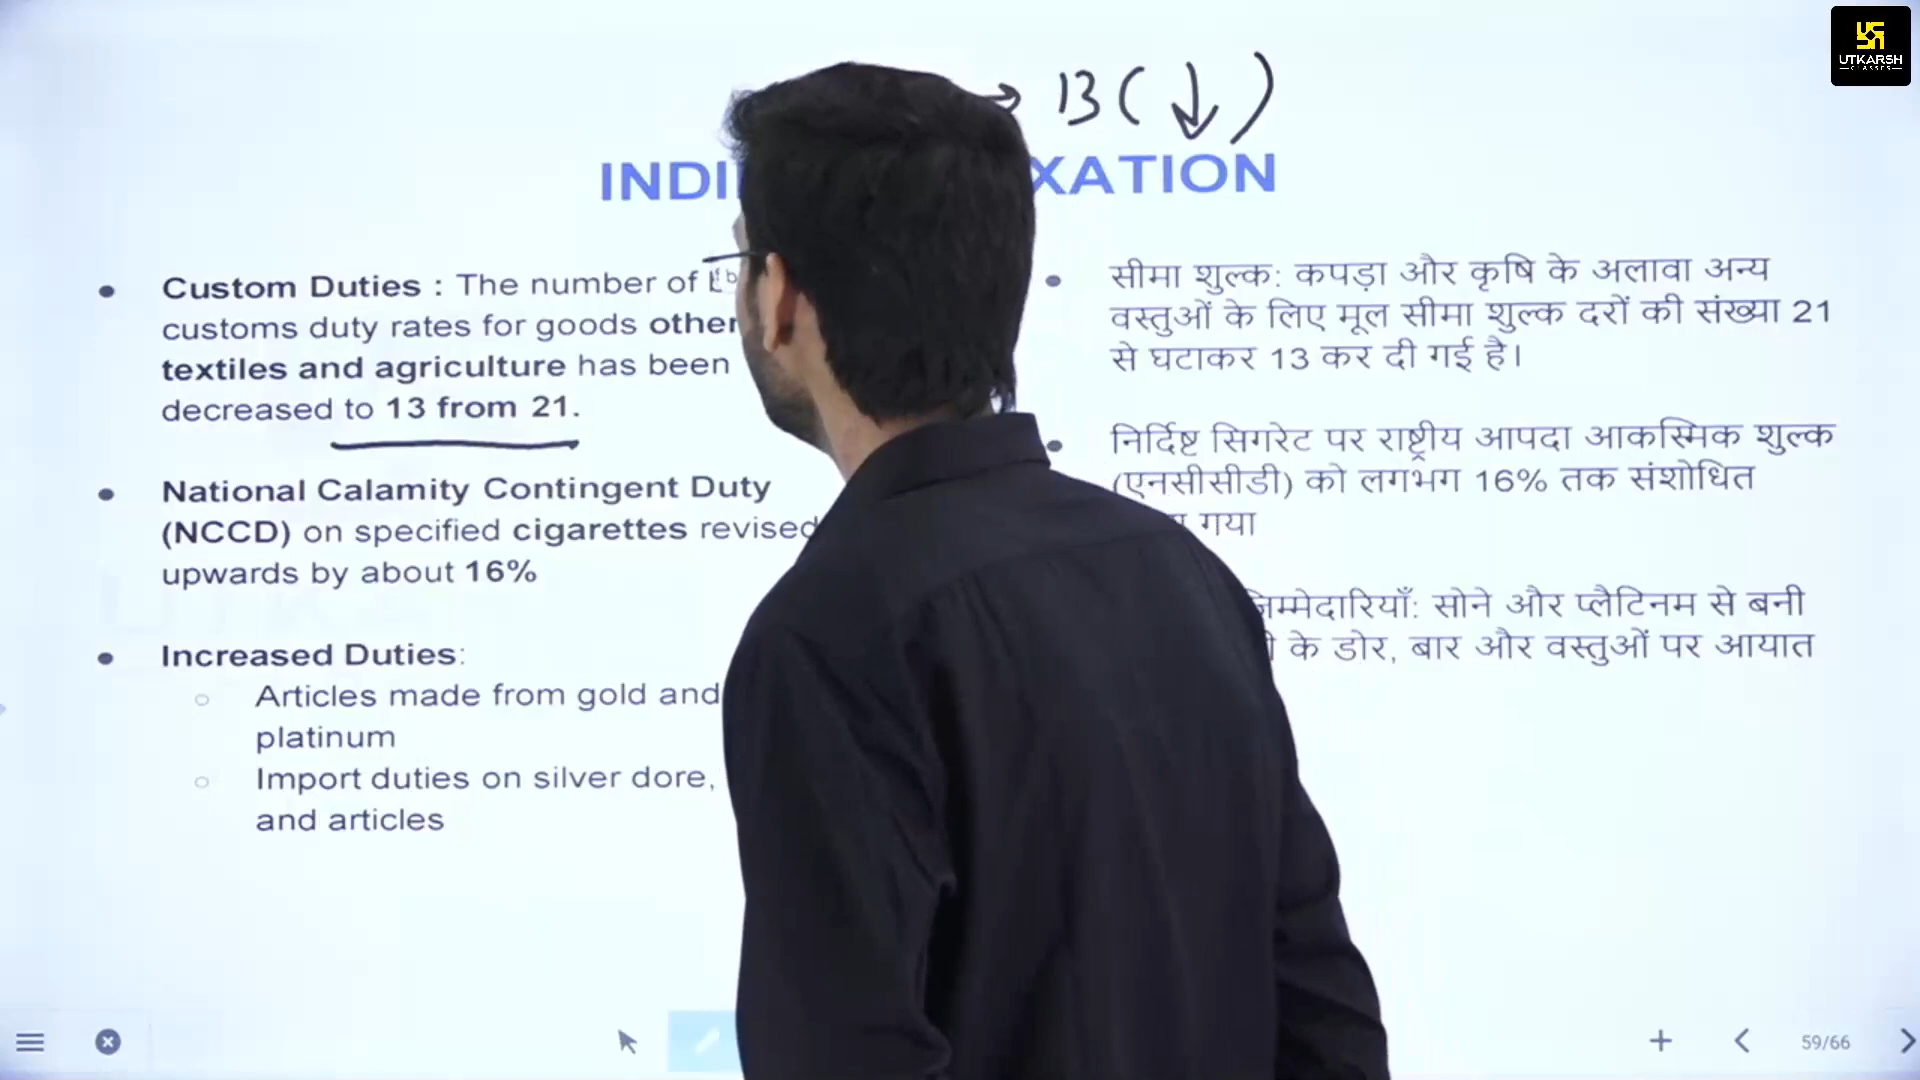 UTKARSH
CLASSES
→ 13 (↓)
INDI XATION
Custom Duties : The number of
customs duty rates for goods other
textiles and agriculture has been
decreased to 13 from 21.
National Calamity Contingent Duty
(NCCD) on specified cigarettes revised
upwards by about 16%
Increased Duties:
Articles made from gold and
platinum
Import duties on silver dore,
and articles
सीमा शुल्क: कपड़ा और कृषि के अलावा अन्य
वस्तुओं के लिए मूल सीमा शुल्क दरों की संख्या 21
से घटाकर 13 कर दी गई है।
निर्दिष्ट सिगरेट पर राष्ट्रीय आपदा आकस्मिक शुल्क
(एनसीसीडी) को लगभग 16% तक संशोधित
गया
जिम्मेदारियाँ: सोने और प्लैटिनम से बनी
के डोर, बार और वस्तुओं पर आयात
59/66